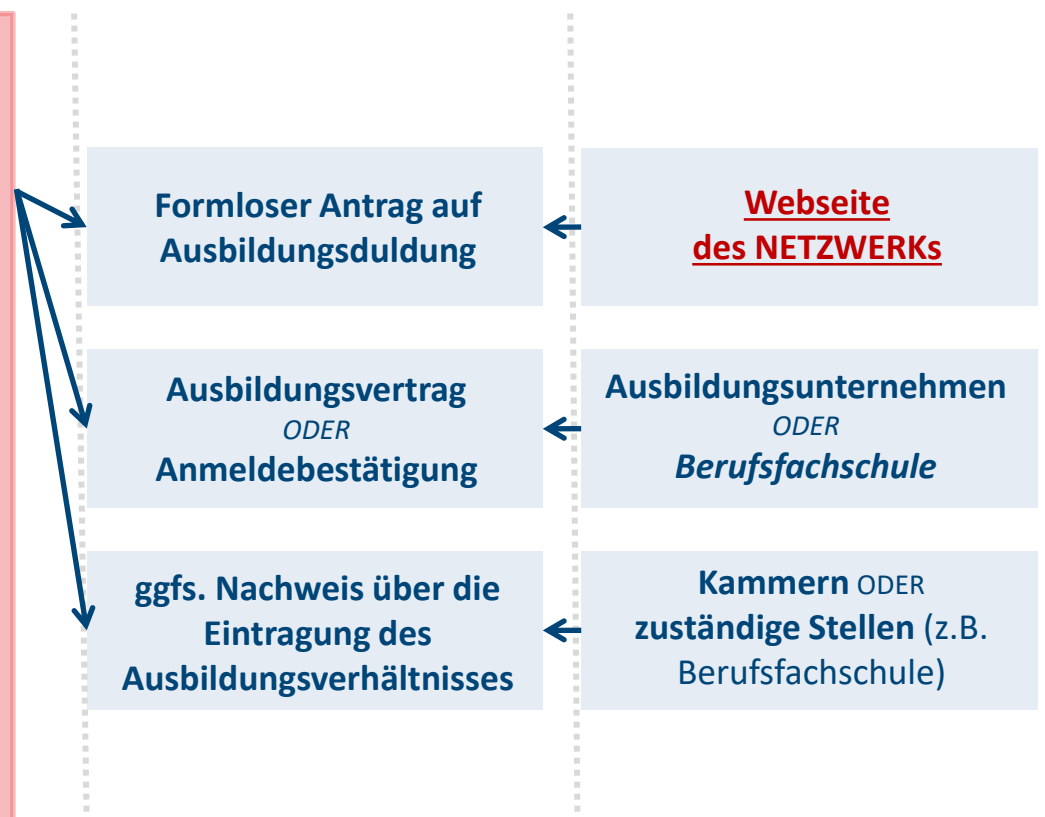 Formloser Antrag auf
Ausbildungsduldung
Webseite
des NETZWERKs
Ausbildungsvertrag
ODER
Anmeldebestätigung
Ausbildungsunternehmen
ODER
Berufsfachschule
ggfs. Nachweis über die
Eintragung des
Ausbildungsverhältnisses
Kammern ODER
zuständige Stellen (z.B.
Berufsfachschule)